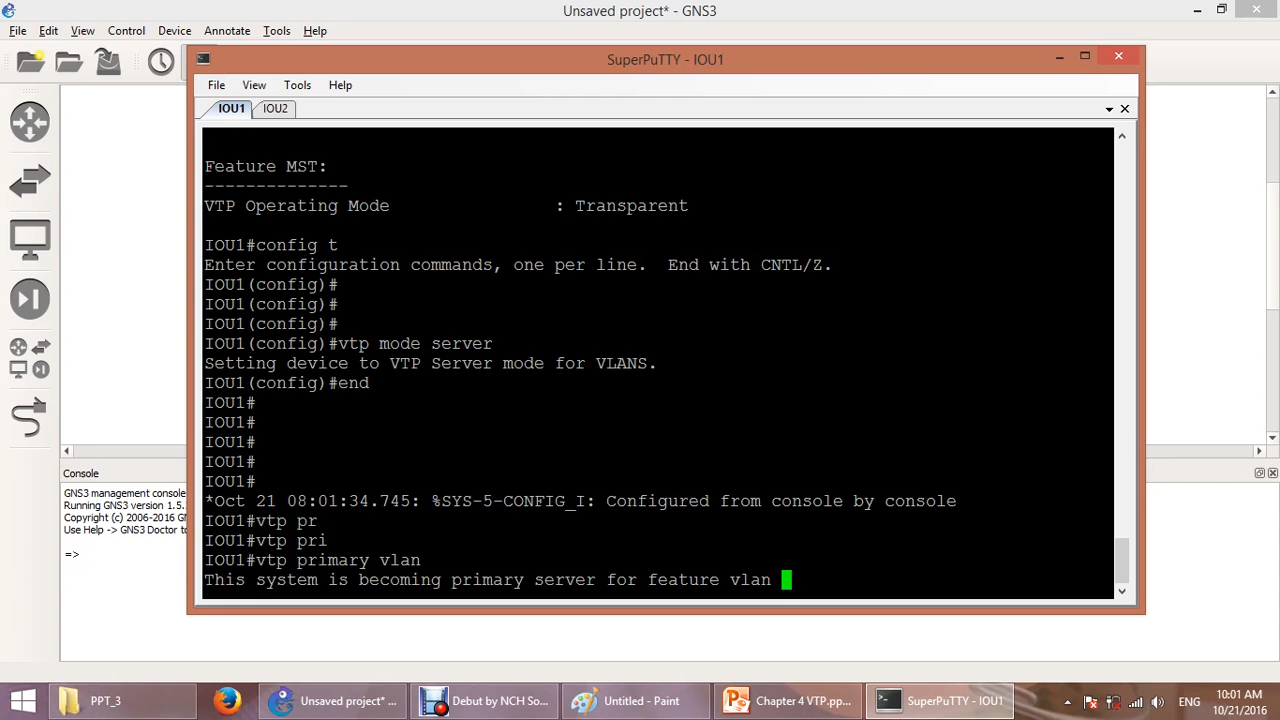 Unsaved project* - GNS3
File Edit View Control Device Annotate Tools Help
SuperPuTTY - IOU1
File View Tools Help
IOU1 IOU2
Feature MST:
--------------
VTP Operating Mode : Transparent
IOU1#config t
Enter configuration commands, one per line. End with CNTL/Z.
IOU1(config)#
IOU1(config)#
IOU1(config)#
IOU1(config)#vtp mode server
Setting device to VTP Server mode for VLANS.
IOU1(config)#end
IOU1#
IOU1#
IOU1#
IOU1#
IOU1#
*Oct 21 08:01:34.745: %SYS-5-CONFIG_I: Configured from console by console
IOU1#vtp pr
IOU1#vtp pri
IOU1#vtp primary vlan
This system is becoming primary server for feature vlan
Console
GNS3 management console
Running GNS3 version 1.5.
Copyright (c) 2006-2016 GN
Use Help -> GNS3 Doctor to
=>
PPT_3
Unsaved project*...
Debut by NCH So...
Untitled - Paint
Chapter 4 VTP.pp...
SuperPuTTY - IOU1
ENG
10:01 AM
10/21/2016